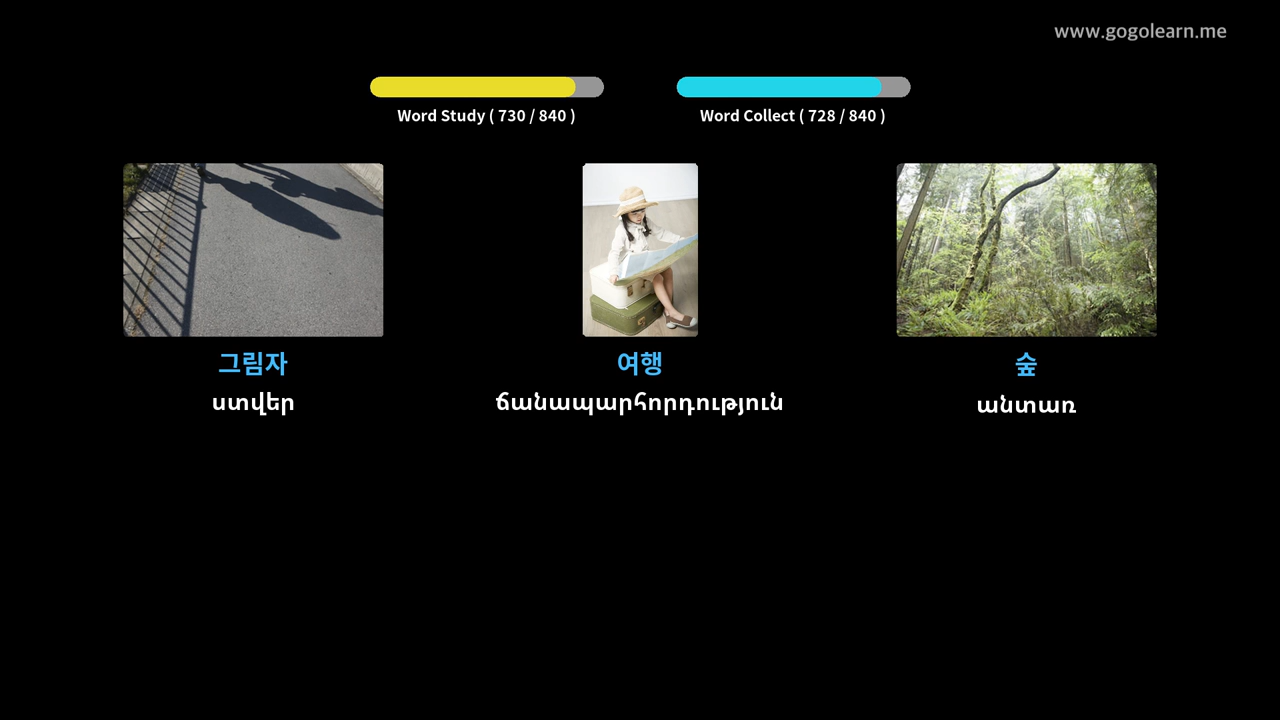 www.gogolearn.me
Word Study ( 730 / 840 )
Word Collect ( 728 / 840 )
그림자
여행
숲
ստվեր
ճանապարհորդություն
անտառ